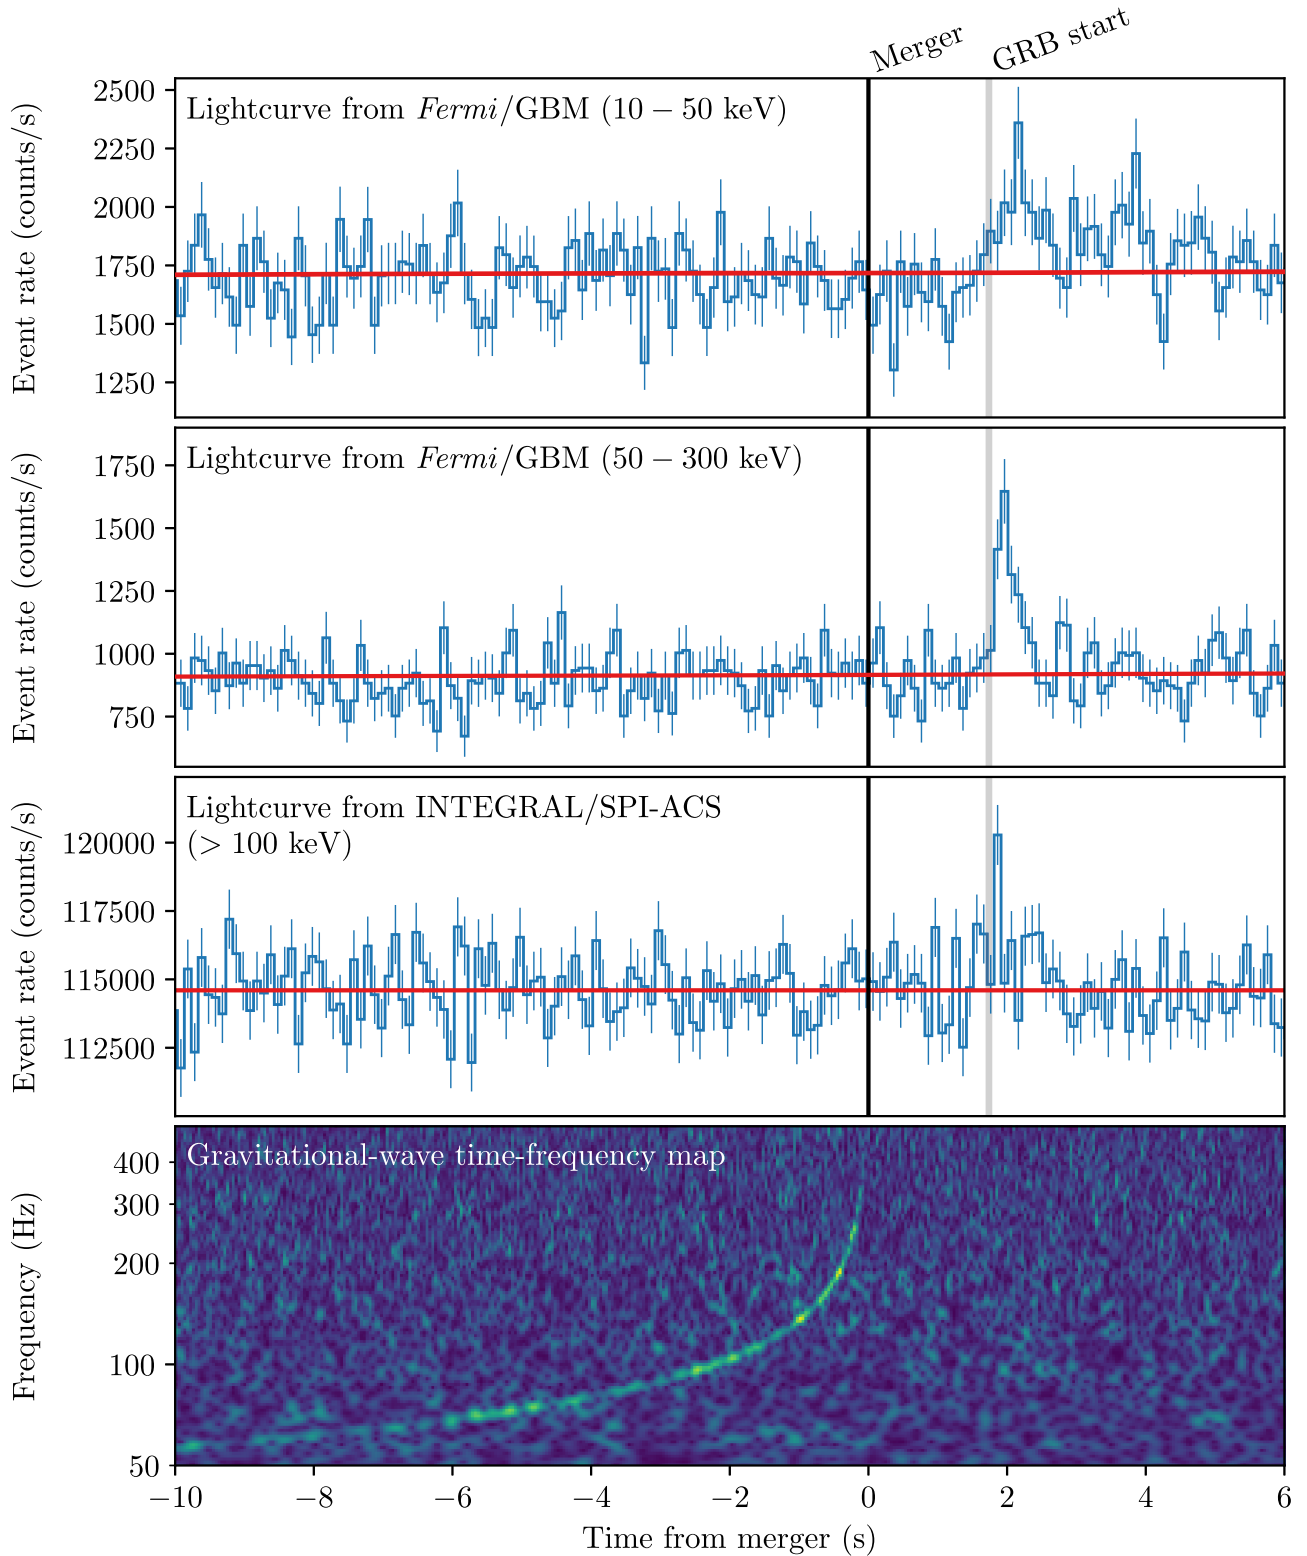 Merger
GRB start
Lightcurve from Fermi/GBM (10 − 50 keV)
Event rate (counts/s)
2500
2250
2000
1750
1500
1250
Lightcurve from Fermi/GBM (50 − 300 keV)
Event rate (counts/s)
1750
1500
1250
1000
750
Lightcurve from INTEGRAL/SPI-ACS
(> 100 keV)
Event rate (counts/s)
120000
117500
115000
112500
Gravitational-wave time-frequency map
Frequency (Hz)
400
300
200
100
50
−10 −8 −6 −4 −2 0 2 4 6
Time from merger (s)